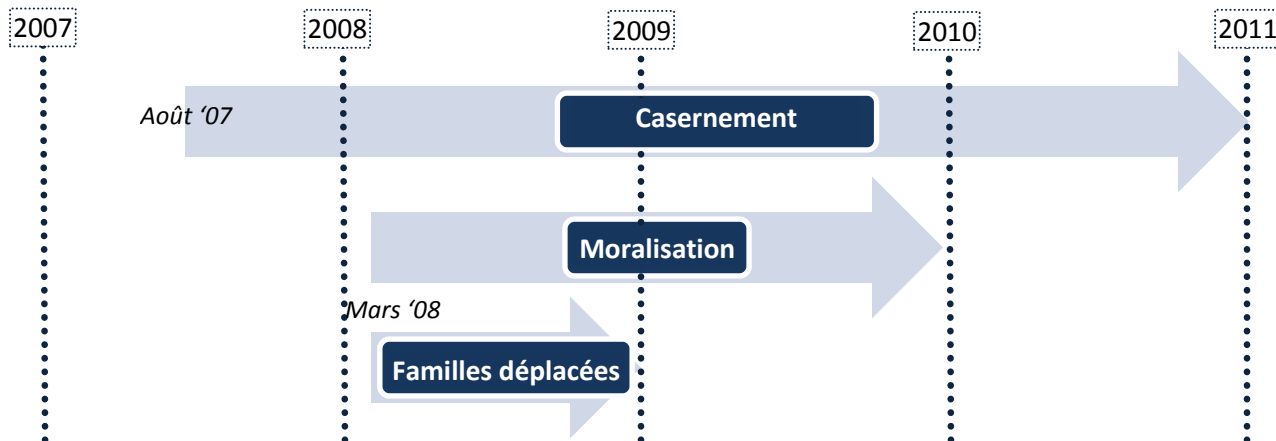 2007 2008 2009 2010 2011
Août ‘07
Casernement
Moralisation
Mars ‘08
Familles déplacées